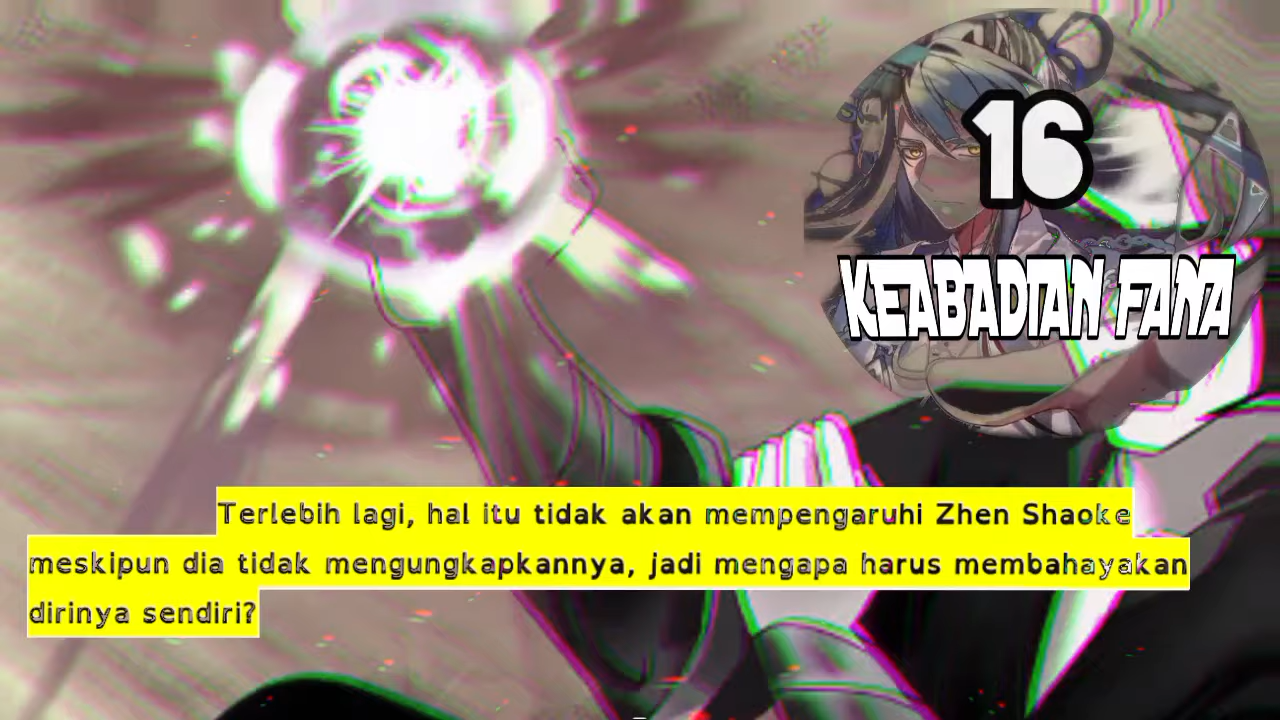 16
KEABADIAN FANA
Terlebih lagi, hal itu tidak akan mempengaruhi Zhen Shaoke
meskipun dia tidak mengungkapkannya, jadi mengapa harus membahayakan
dirinya sendiri?